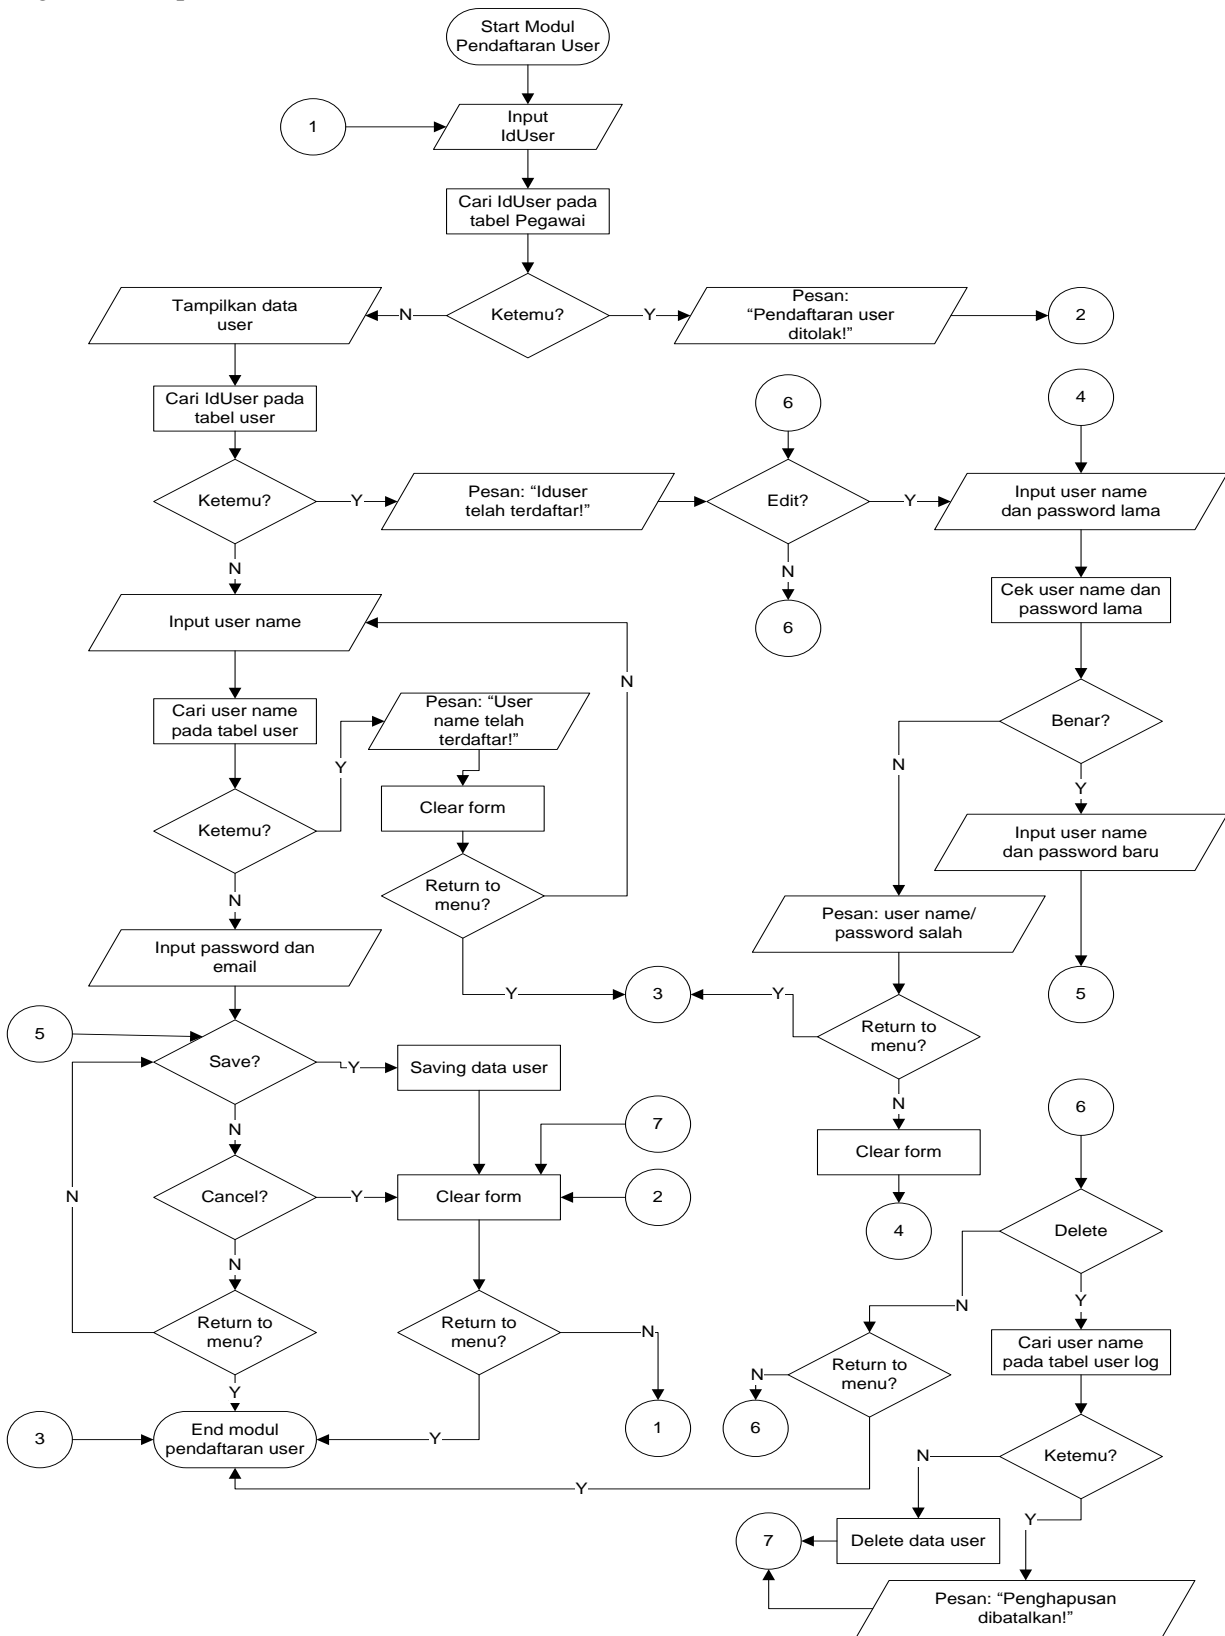 Start Modul
Pendaftaran User
1
Input
IdUser
Cari IdUser pada
tabel Pegawai
Tampilkan data
user
N
Ketemu?
Y
Pesan:
“Pendaftaran user
ditolak!”
2
Cari IdUser pada
tabel user
6
4
Ketemu?
Y
Pesan: “Iduser
telah terdaftar!”
Edit?
Y
Input user name
dan password lama
N
N
Cek user name dan
password lama
Input user name
6
N
Cari user name
pada tabel user
Pesan: “User
name telah
terdaftar!”
Benar?
Y
N
Y
Clear form
Ketemu?
Input user name
dan password baru
Return to
menu?
N
Pesan: user name/
password salah
Input password dan
email
Y
3
Y
5
5
Return to
menu?
Save?
Y
Saving data user
N
6
N
7
Clear form
N
Cancel?
Y
Clear form
2
4
Delete
N
N
Y
Return to
menu?
Return to
menu?
N
Return to
menu?
Cari user name
pada tabel user log
N
Y
3
End modul
pendaftaran user
Y
1
6
N
Ketemu?
Y
Y
7
Delete data user
Pesan: “Penghapusan
dibatalkan!”